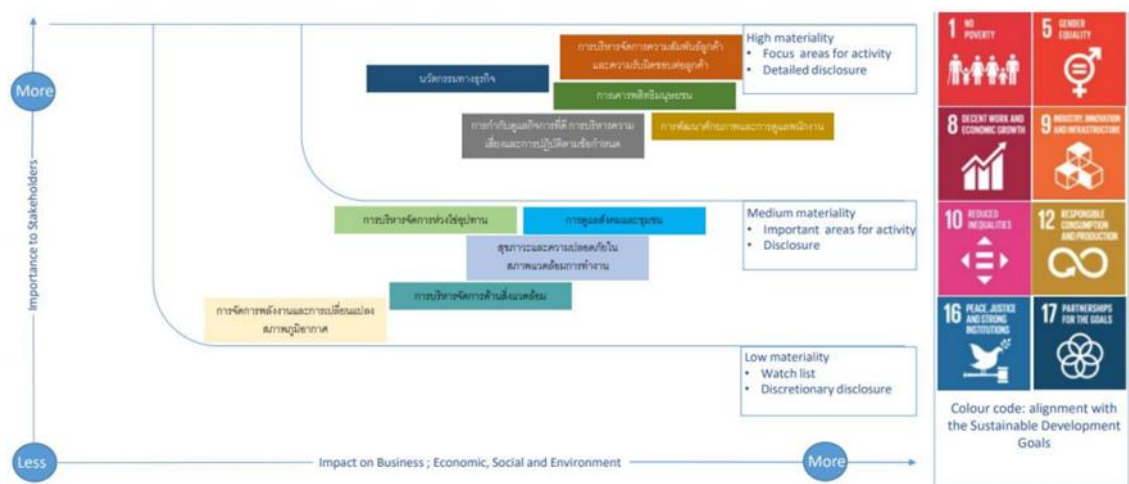 More
Importance to Stakeholders
Less
Impact on Business ; Economic, Social and Environment
More
การบริหารจัดการความสัมพันธ์ลูกค้า
และความรับผิดชอบต่อลูกค้า
นวัตกรรมทางธุรกิจ
การเคารพสิทธิมนุษยชน
การกำกับดูแลกิจการที่ดี การบริหารความ
เสี่ยงและการปฏิบัติตามข้อกำหนด
การพัฒนาศักยภาพและการดูแลพนักงาน
High materiality
• Focus areas for activity
• Detailed disclosure
การบริหารจัดการห่วงโซ่อุปทาน
การดูแลสังคมและชุมชน
สุขภาวะและความปลอดภัยใน
สภาพแวดล้อมการทำงาน
การบริหารจัดการด้านสิ่งแวดล้อม
การจัดการพลังงานและการเปลี่ยนแปลง
สภาพภูมิอากาศ
Medium materiality
• Important areas for activity
• Disclosure
Low materiality
• Watch list
• Discretionary disclosure
1 NO
POVERTY
5 GENDER
EQUALITY
8 DECENT WORK AND
ECONOMIC GROWTH
9 INDUSTRY, INNOVATION
AND INFRASTRUCTURE
10 REDUCED
INEQUALITIES
12 RESPONSIBLE
CONSUMPTION
AND PRODUCTION
16 PEACE, JUSTICE
AND STRONG
INSTITUTIONS
17 PARTNERSHIPS
FOR THE GOALS
Colour code: alignment with
the Sustainable Development
Goals